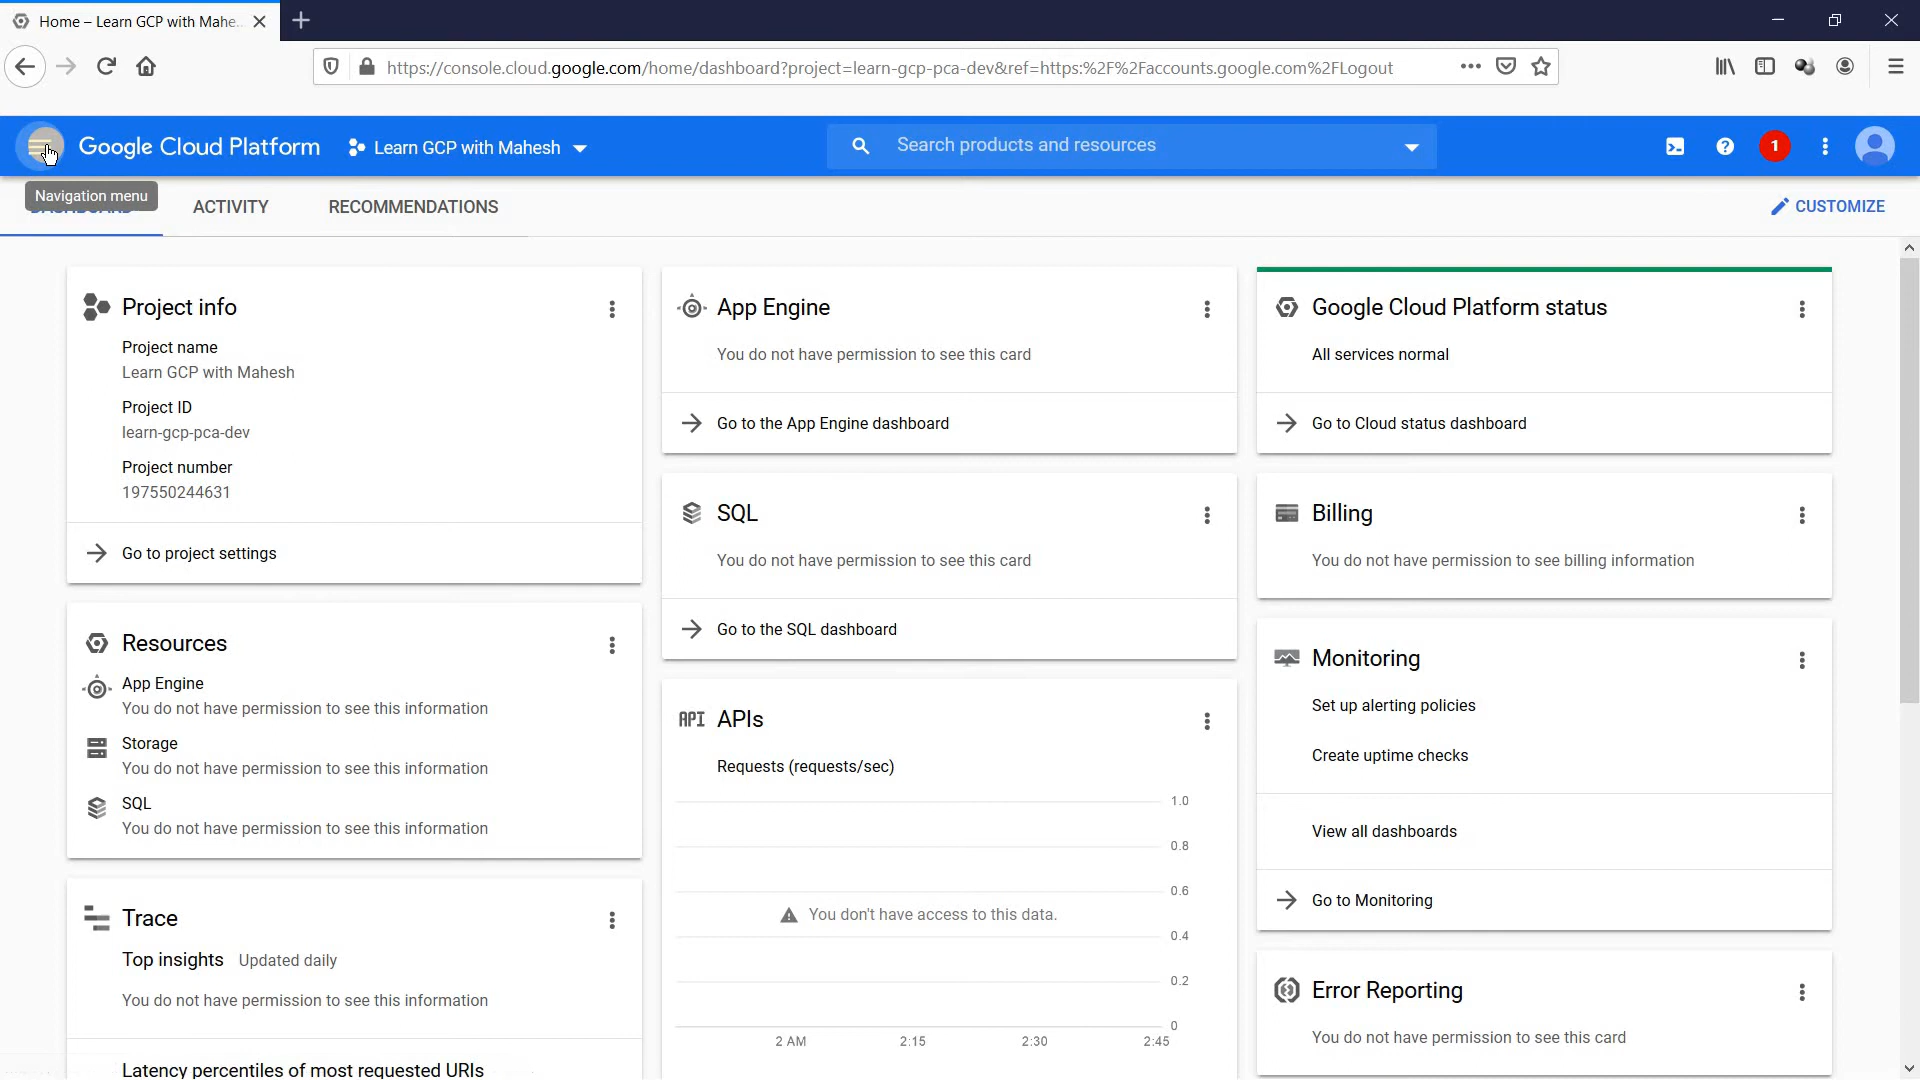 Home – Learn GCP with Mahe..
https://console.cloud.google.com/home/dashboard?project=learn-gcp-pca-dev&ref=https:%2F%2Faccounts.google.com%2FLogout
Google Cloud Platform
Learn GCP with Mahesh
Search products and resources
1
Navigation menu
ACTIVITY
RECOMMENDATIONS
CUSTOMIZE
Project info
Project name
Learn GCP with Mahesh
Project ID
learn-gcp-pca-dev
Project number
197550244631
Go to project settings
Resources
App Engine
You do not have permission to see this information
Storage
You do not have permission to see this information
SQL
You do not have permission to see this information
Trace
Top insights Updated daily
You do not have permission to see this information
Latency percentiles of most requested URIs
App Engine
You do not have permission to see this card
Go to the App Engine dashboard
SQL
You do not have permission to see this card
Go to the SQL dashboard
API APIs
Requests (requests/sec)
1.0
0.8
0.6
You don't have access to this data.
0.4
0.2
0
2 AM 2:15 2:30 2:45
Google Cloud Platform status
All services normal
Go to Cloud status dashboard
Billing
You do not have permission to see billing information
Monitoring
Set up alerting policies
Create uptime checks
View all dashboards
Go to Monitoring
Error Reporting
You do not have permission to see this card